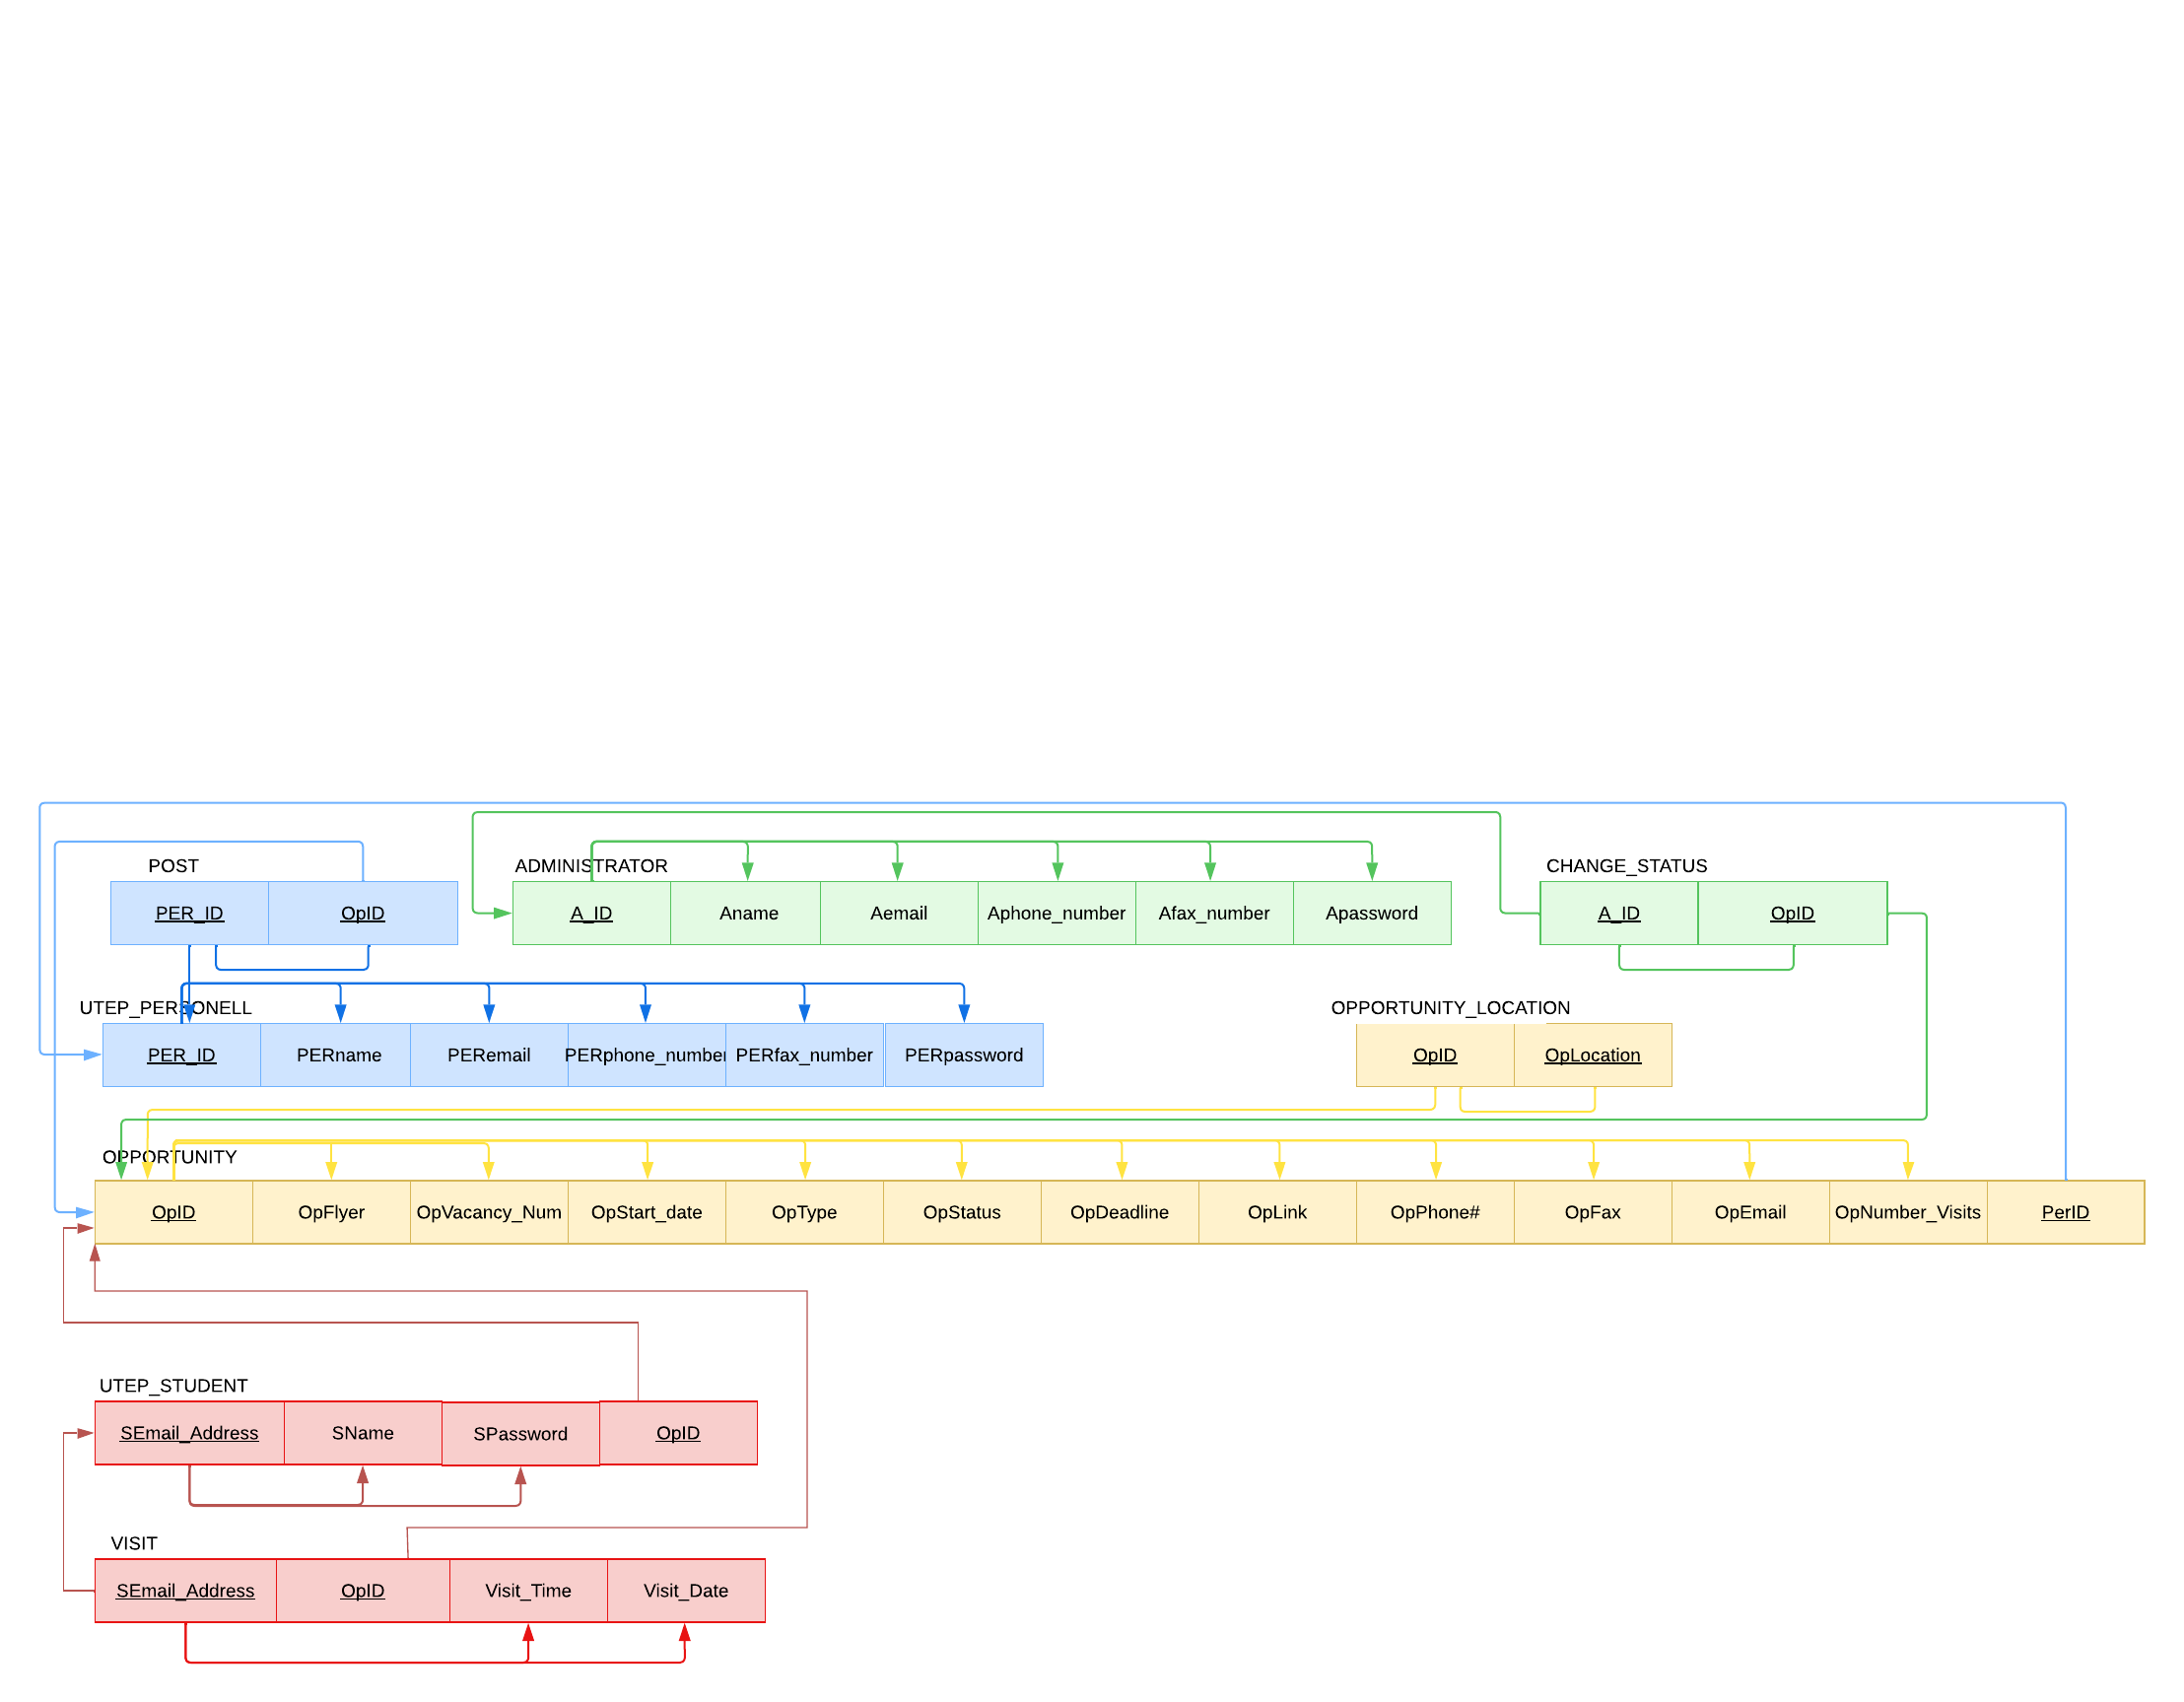 POST
PER_ID OpID
ADMINISTRATOR
A_ID Aname Aemail Aphone_number Afax_number Apassword
CHANGE_STATUS
A_ID OpID
UTEP_PERSONELL
PER_ID PERname PERemail PERphone_number PERfax_number PERpassword
OPPORTUNITY_LOCATION
OpID OpLocation
OPPORTUNITY
OpID OpFlyer OpVacancy_Num OpStart_date OpType OpStatus OpDeadline OpLink OpPhone# OpFax OpEmail OpNumber_Visits PerID
UTEP_STUDENT
SEmail_Address SName SPassword OpID
VISIT
SEmail_Address OpID Visit_Time Visit_Date